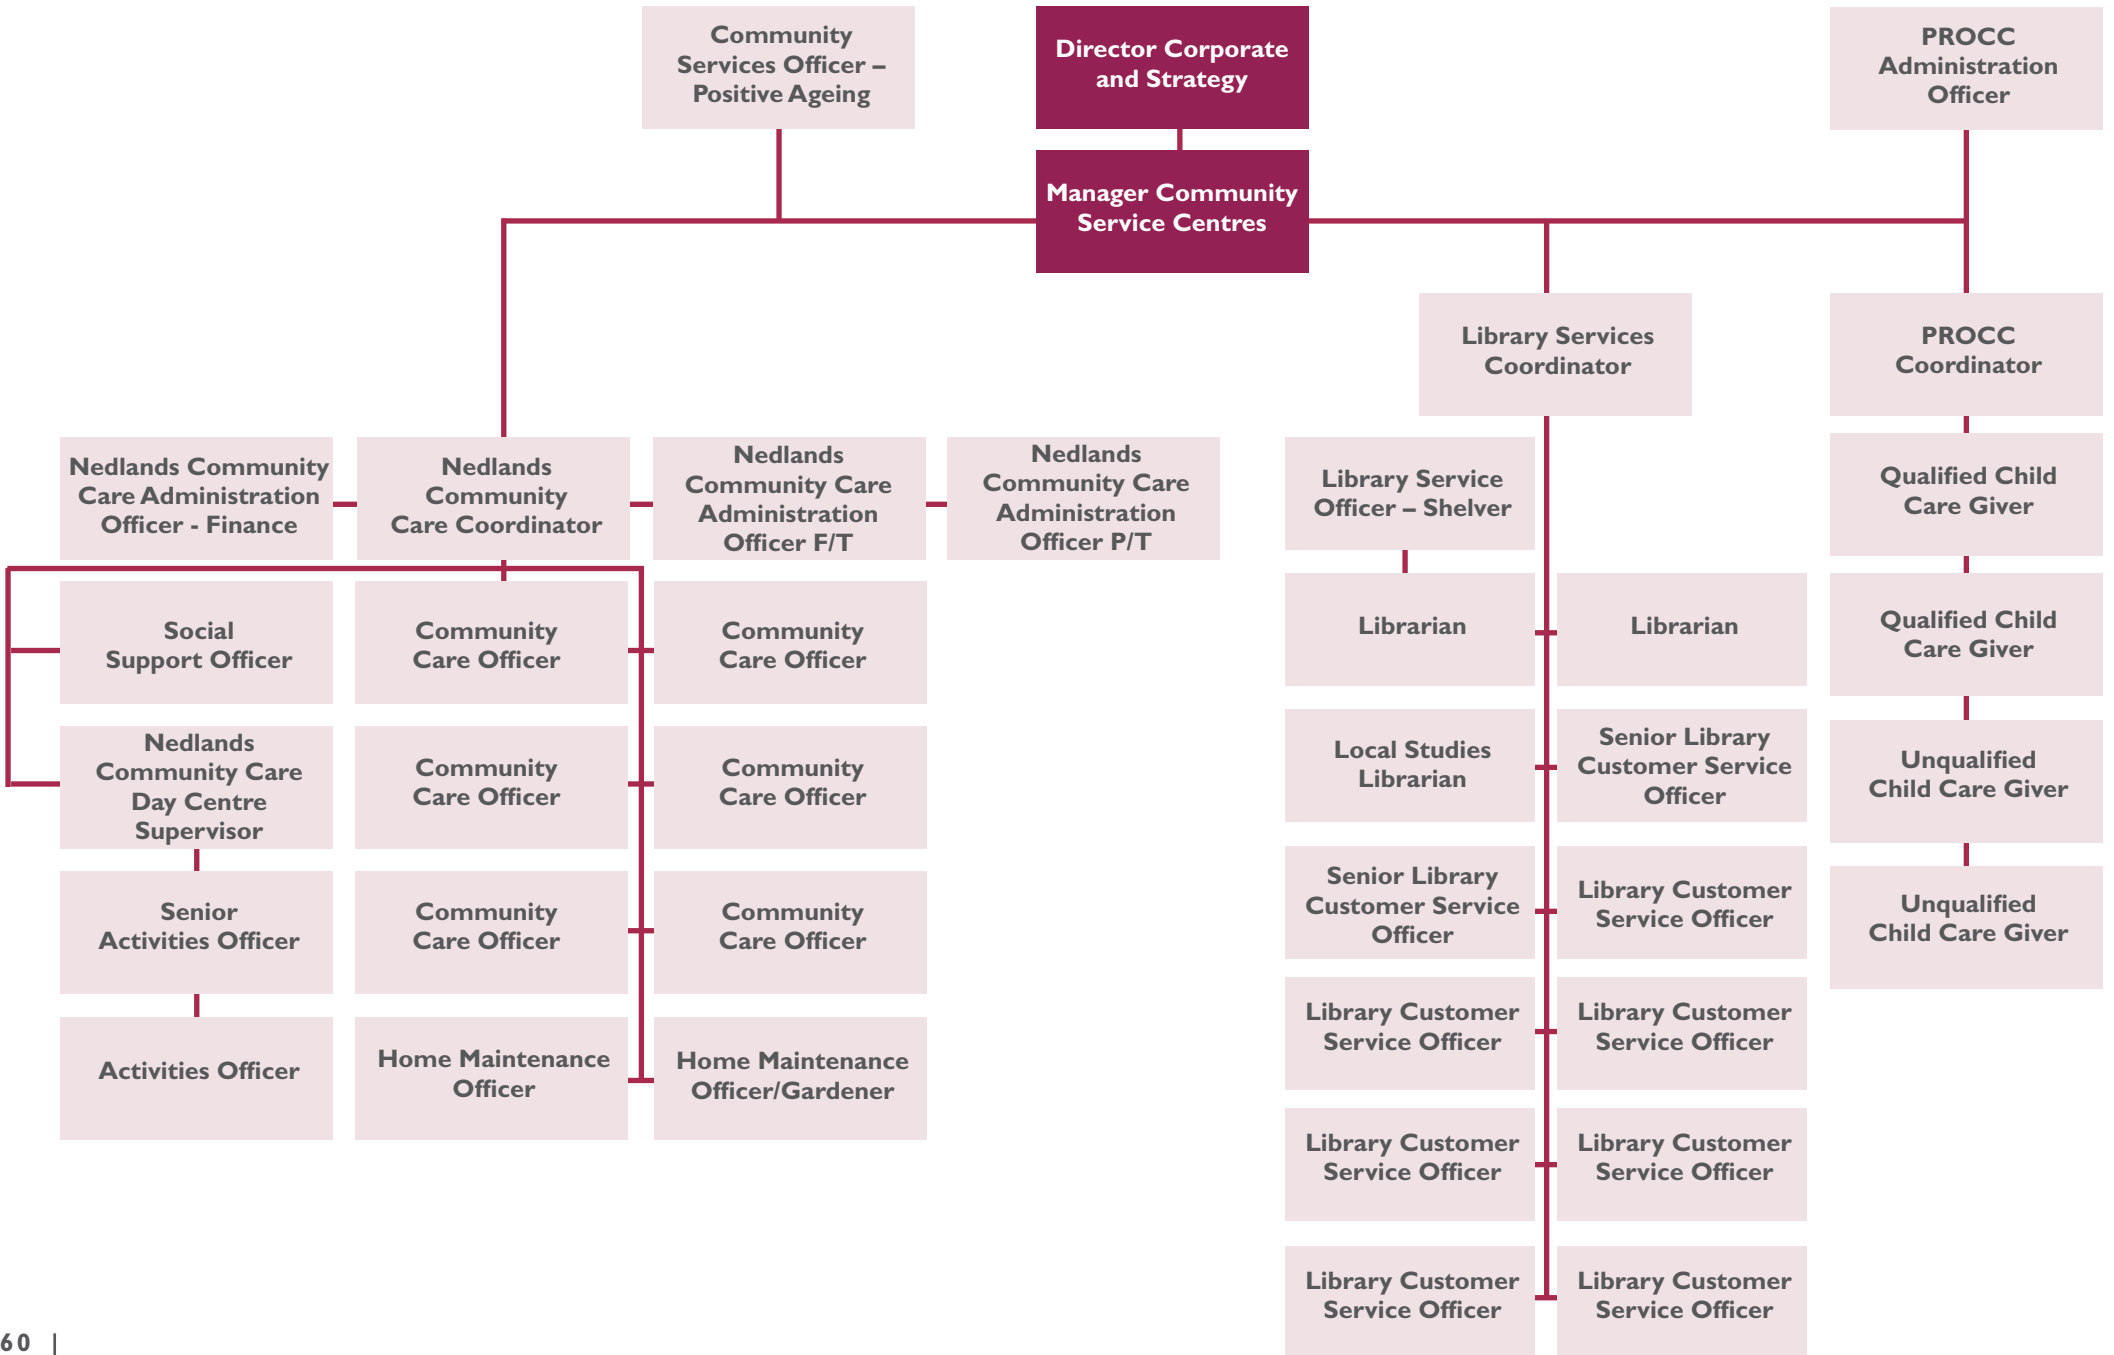 Community
Services Officer –
Positive Ageing
Director Corporate
and Strategy
PROCC
Administration
Officer
Manager Community
Service Centres
Library Services
Coordinator
PROCC
Coordinator
Nedlands Community
Care Administration
Officer - Finance
Nedlands
Community
Care Coordinator
Nedlands
Community Care
Administration
Officer F/T
Nedlands
Community Care
Administration
Officer P/T
Library Service
Officer – Shelver
Qualified Child
Care Giver
Social
Support Officer
Community
Care Officer
Community
Care Officer
Librarian
Librarian
Qualified Child
Care Giver
Nedlands
Community Care
Day Centre
Supervisor
Community
Care Officer
Community
Care Officer
Local Studies
Librarian
Senior Library
Customer Service
Officer
Unqualified
Child Care Giver
Senior
Activities Officer
Community
Care Officer
Community
Care Officer
Senior Library
Customer Service
Officer
Library Customer
Service Officer
Unqualified
Child Care Giver
Activities Officer
Home Maintenance
Officer
Home Maintenance
Officer/Gardener
Library Customer
Service Officer
Library Customer
Service Officer
Library Customer
Service Officer
Library Customer
Service Officer
Library Customer
Service Officer
Library Customer
Service Officer
60 |